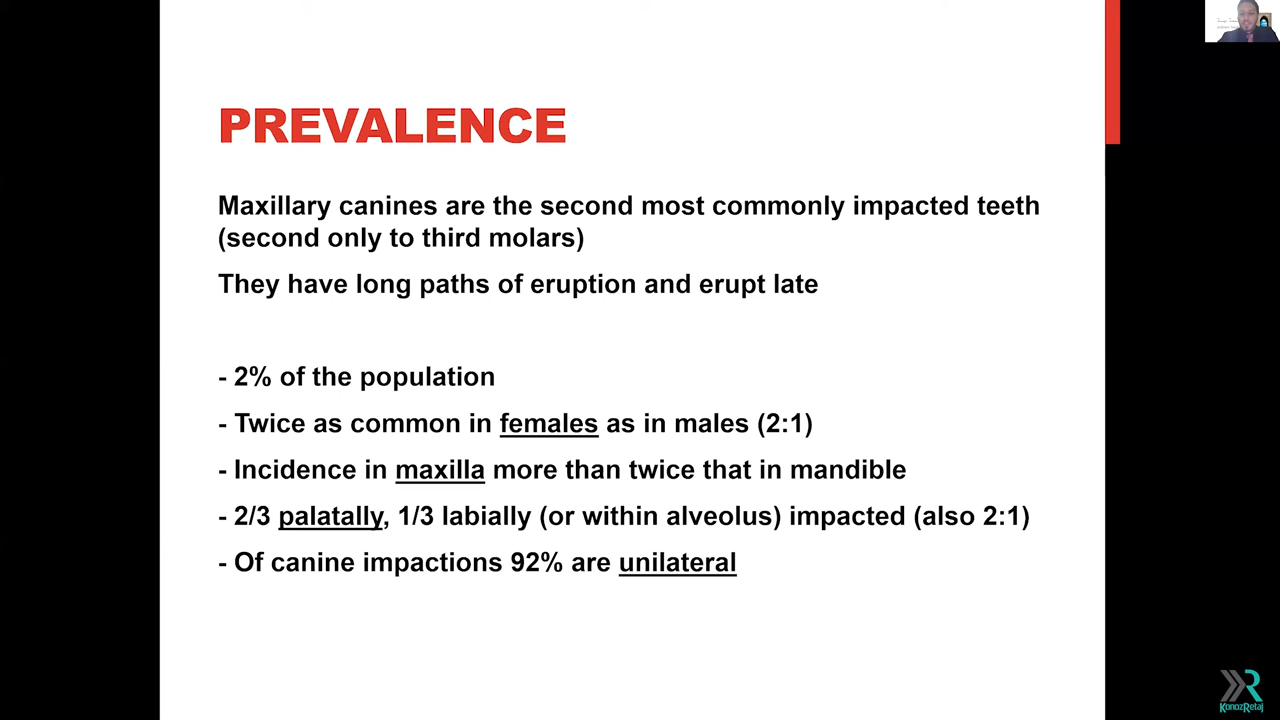 PREVALENCE
Maxillary canines are the second most commonly impacted teeth
(second only to third molars)
They have long paths of eruption and erupt late
- 2% of the population
- Twice as common in females as in males (2:1)
- Incidence in maxilla more than twice that in mandible
- 2/3 palatally, 1/3 labially (or within alveolus) impacted (also 2:1)
- Of canine impactions 92% are unilateral
KonozRetaj